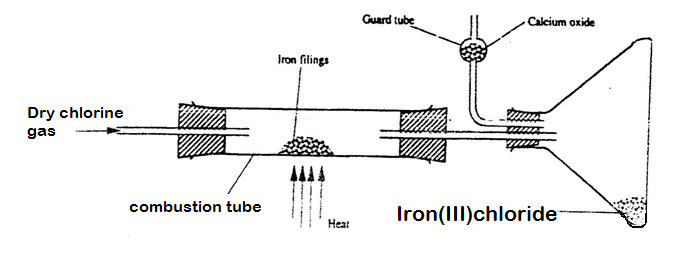 Guard tube
Calcium oxide
Iron filings
Dry chlorine
gas
combustion tube
Iron(III)chloride
Heat